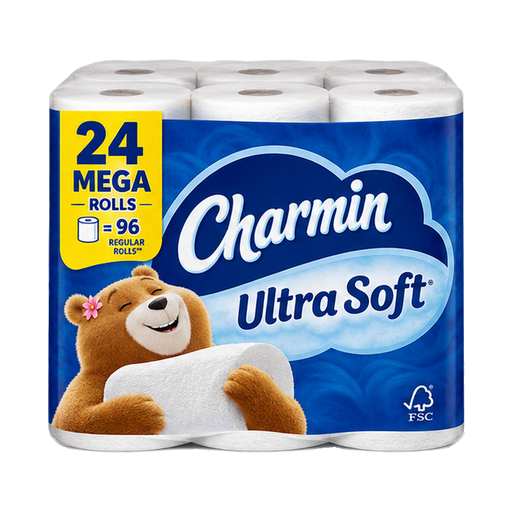 24
MEGA
ROLLS
= 96
REGULAR
ROLLS**
Charmin
Ultra Soft®
FSC